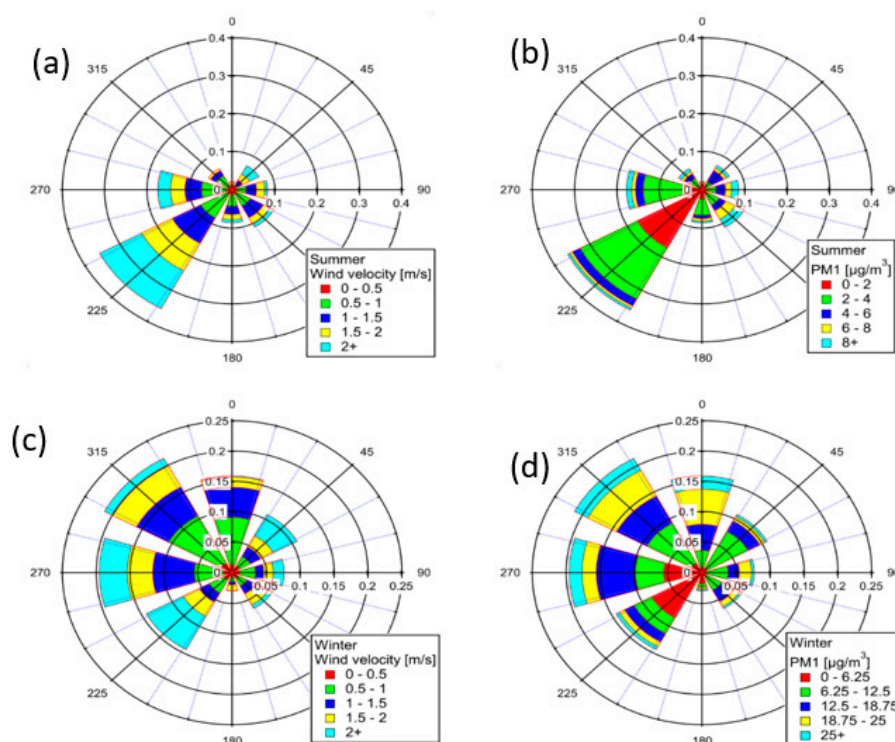 (a)
0
0.4
0.3
0.2
0.1
0
315
45
270
0.1
0.2
0.3
0.4
90
225
180
Summer
Wind velocity [m/s]
0 - 0.5
0.5 - 1
1 - 1.5
1.5 - 2
2+
(b)
0
0.4
0.3
0.2
0.1
0
315
45
270
0.1
0.2
0.3
0.4
90
225
180
Summer
PM1 [µg/m³]
0 - 2
2 - 4
4 - 6
6 - 8
8+
(c)
0
0.25
0.2
0.15
0.1
0.05
0
315
45
270
0.05
0.1
0.15
0.2
0.25
90
225
180
Winter
Wind velocity [m/s]
0 - 0.5
0.5 - 1
1 - 1.5
1.5 - 2
2+
(d)
0
0.25
0.2
0.15
0.1
0.05
0
315
45
270
0.05
0.1
0.15
0.2
0.25
90
225
180
Winter
PM1 [µg/m³]
0 - 6.25
6.25 - 12.5
12.5 - 18.75
18.75 - 25
25+